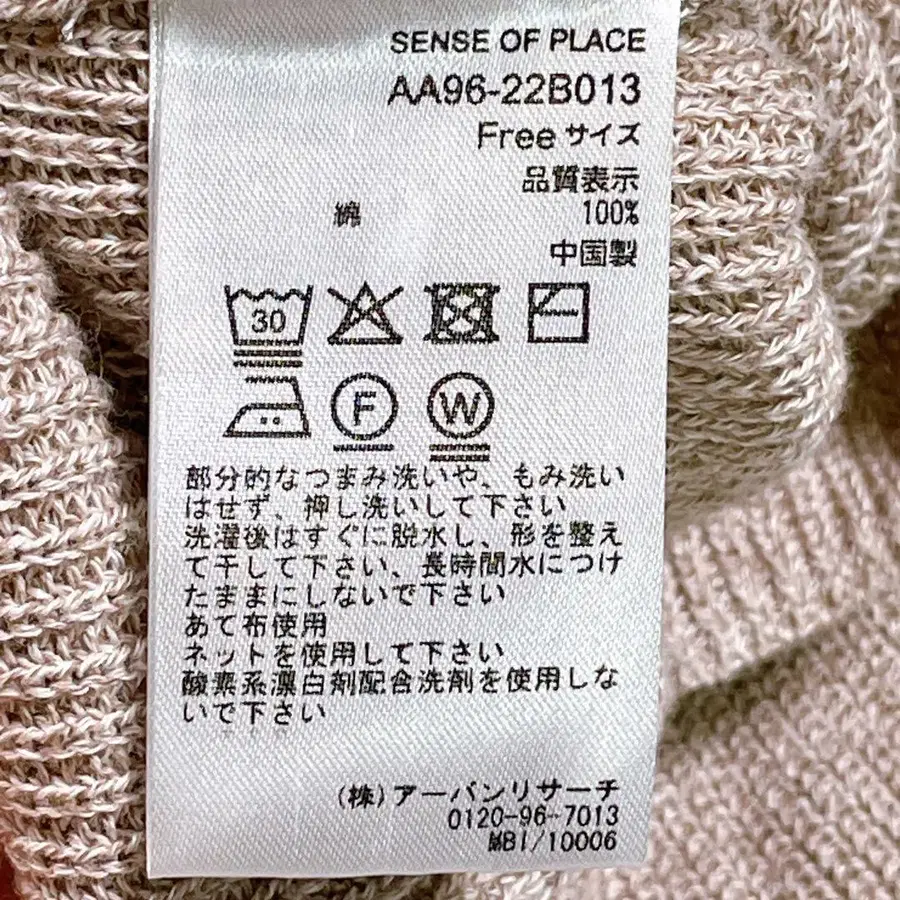 SENSE OF PLACE
AA96-22B013
Free サイズ
品質表示
綿 100%
中国製
30
F W
部分的なつまみ洗いや、もみ洗い
はせず、押し洗いして下さい
洗濯後はすぐに脱水し、形を整え
て干して下さい、長時間水につけ
たままにしないで下さい
あて布使用
ネットを使用して下さい
酸素系漂白剤配合洗剤を使用しな
いで下さい
(株)アーバンリサーチ
0120-96-7013
MBI/10006